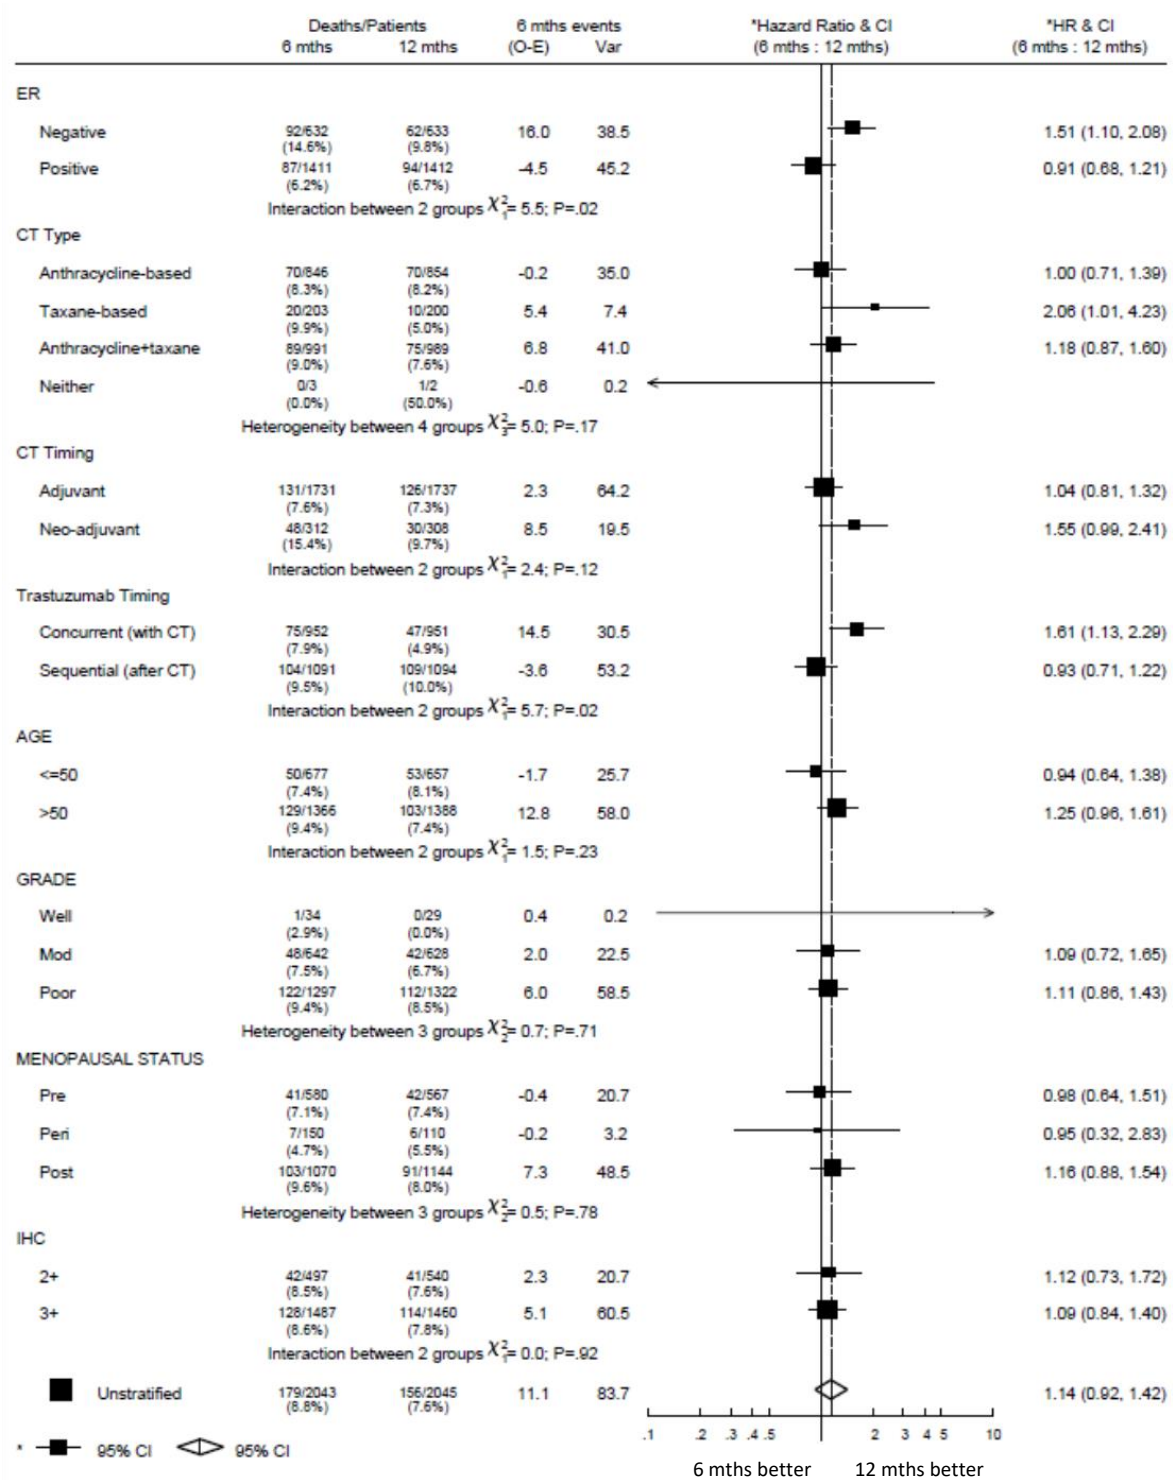 Deaths/Patients 6 mths events *Hazard Ratio & CI *HR & CI
6 mths 12 mths (O-E) Var (6 mths : 12 mths) (6 mths : 12 mths)
ER
Negative 92/632 62/633 16.0 38.5 1.51 (1.10, 2.08)
(14.6%) (9.8%)
Positive 87/1411 94/1412 -4.5 45.2 0.91 (0.68, 1.21)
(6.2%) (6.7%)
Interaction between 2 groups χ²₁= 5.5; P=.02
CT Type
Anthracycline-based 70/846 70/854 -0.2 35.0 1.00 (0.71, 1.39)
(8.3%) (8.2%)
Taxane-based 20/203 10/200 5.4 7.4 2.06 (1.01, 4.23)
(9.9%) (5.0%)
Anthracycline+taxane 89/991 75/989 6.8 41.0 1.18 (0.87, 1.60)
(9.0%) (7.6%)
Neither 0/3 1/2 -0.6 0.2
(0.0%) (50.0%)
Heterogeneity between 4 groups χ²₃= 5.0; P=.17
CT Timing
Adjuvant 131/1731 126/1737 2.3 64.2 1.04 (0.81, 1.32)
(7.6%) (7.3%)
Neo-adjuvant 48/312 30/308 8.5 19.5 1.55 (0.99, 2.41)
(15.4%) (9.7%)
Interaction between 2 groups χ²₁= 2.4; P=.12
Trastuzumab Timing
Concurrent (with CT) 75/952 47/951 14.5 30.5 1.61 (1.13, 2.29)
(7.9%) (4.9%)
Sequential (after CT) 104/1091 109/1094 -3.6 53.2 0.93 (0.71, 1.22)
(9.5%) (10.0%)
Interaction between 2 groups χ²₁= 5.7; P=.02
AGE
<=50 50/677 53/657 -1.7 25.7 0.94 (0.64, 1.38)
(7.4%) (8.1%)
>50 129/1366 103/1388 12.8 58.0 1.25 (0.96, 1.61)
(9.4%) (7.4%)
Interaction between 2 groups χ²₁= 1.5; P=.23
GRADE
Well 1/34 0/29 0.4 0.2
(2.9%) (0.0%)
Mod 48/642 42/628 2.0 22.5 1.09 (0.72, 1.65)
(7.5%) (6.7%)
Poor 122/1297 112/1322 6.0 58.5 1.11 (0.86, 1.43)
(9.4%) (8.5%)
Heterogeneity between 3 groups χ²₂= 0.7; P=.71
MENOPAUSAL STATUS
Pre 41/580 42/567 -0.4 20.7 0.98 (0.64, 1.51)
(7.1%) (7.4%)
Peri 7/150 6/110 -0.2 3.2 0.95 (0.32, 2.83)
(4.7%) (5.5%)
Post 103/1070 91/1144 7.3 48.5 1.16 (0.88, 1.54)
(9.6%) (8.0%)
Heterogeneity between 3 groups χ²₂= 0.5; P=.78
IHC
2+ 42/497 41/540 2.3 20.7 1.12 (0.73, 1.72)
(8.5%) (7.6%)
3+ 128/1487 114/1460 5.1 60.5 1.09 (0.84, 1.40)
(8.6%) (7.8%)
Interaction between 2 groups χ²₁= 0.0; P=.92
Unstratified 179/2043 156/2045 11.1 83.7 1.14 (0.92, 1.42)
(8.8%) (7.6%)
.1 .2 .3 .4 .5 2 3 4 5 10
* 95% CI 95% CI
6 mths better 12 mths better